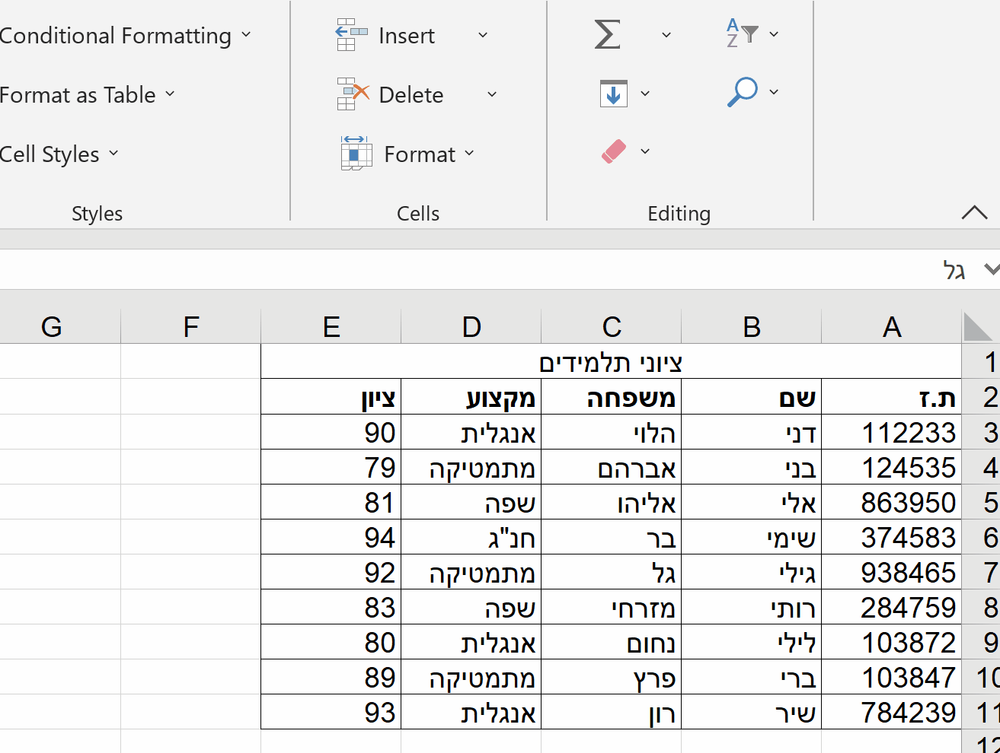 Conditional Formatting
Insert
Format as Table
Delete
Cell Styles
Format
Styles
Cells
Editing
גל
A B C D E F G
1 ציוני תלמידים
2 ת.ז שם משפחה מקצוע ציון
3 112233 דני הלוי אנגלית 90
4 124535 בני אברהם מתמטיקה 79
5 863950 אלי אליהו שפה 81
6 374583 שימי בר חנ"ג 94
7 938465 גילי גל מתמטיקה 92
8 284759 רותי מזרחי שפה 83
9 103872 לילי נחום אנגלית 80
10 103847 ברי פרץ מתמטיקה 89
11 784239 שיר רון אנגלית 93
12